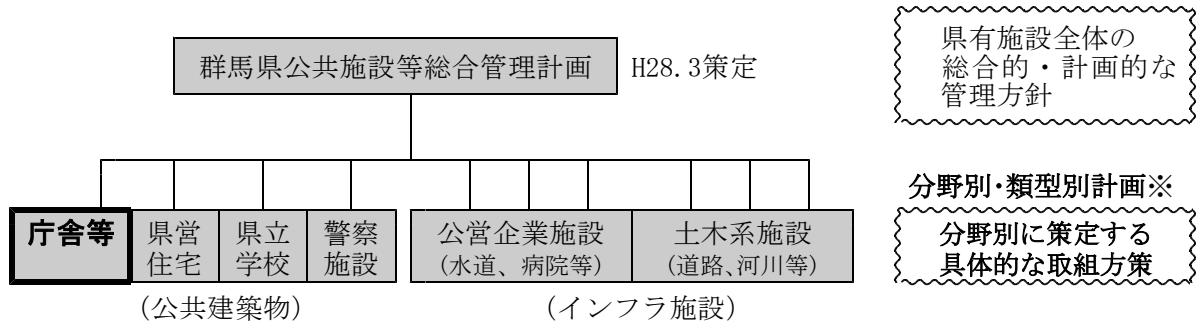 群馬県公共施設等総合管理計画 H28.3策定
県有施設全体の
総合的・計画的な
管理方針
分野別･類型別計画※
庁舎等
県営
住宅
県立
学校
警察
施設
公営企業施設
(水道、病院等)
土木系施設
(道路、河川等)
分野別に策定する
具体的な取組方策
(公共建築物)
(インフラ施設)